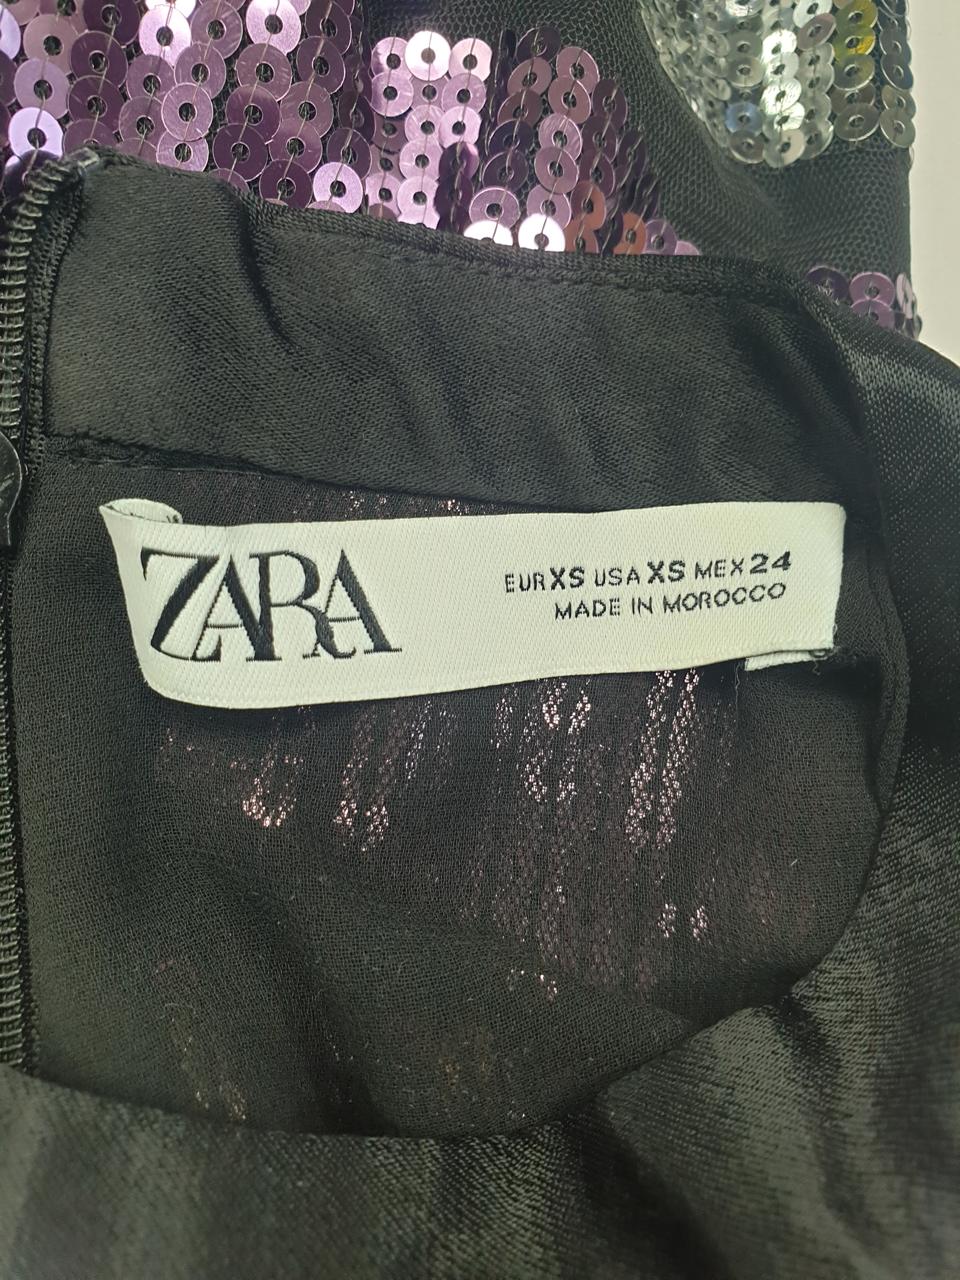 ZARA
EUR XS USA XS MEX 24
MADE IN MOROCCO